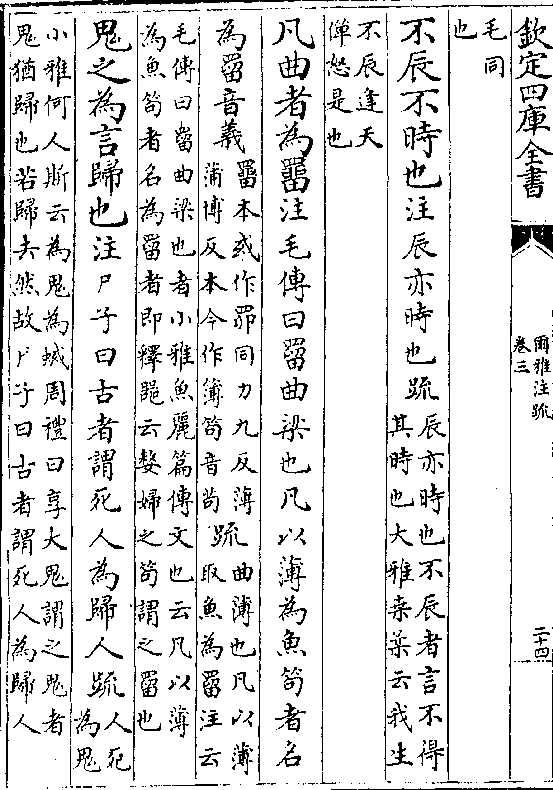 欽定四庫全書
爾雅注疏
卷三
二十四
毛同
也
不辰不時也注辰亦時也疏
辰亦時也不辰者言不得
其時也大雅桑柔云我生
不辰逢天
僤怒是也
凡曲者為罶注毛傳曰罶曲梁也凡以薄為魚笱者名
為罶音義
罶本或作䍧同力九反薄
蒲博反本今作簿笱音苟
疏
曲薄也凡以薄
取魚為罶注云
毛傳曰罶曲梁也者小雅魚麗篇傳文也云凡以薄
為魚笱者名為罶者即釋䛕云嫠婦之笱謂之罶也
鬼之為言歸也注尸子曰古者謂死人為歸人疏
人死
為鬼
小雅何人斯云為鬼為蜮周禮曰享大鬼謂之鬼者
鬼猶歸也若歸去然故尸子曰古者謂死人為歸人